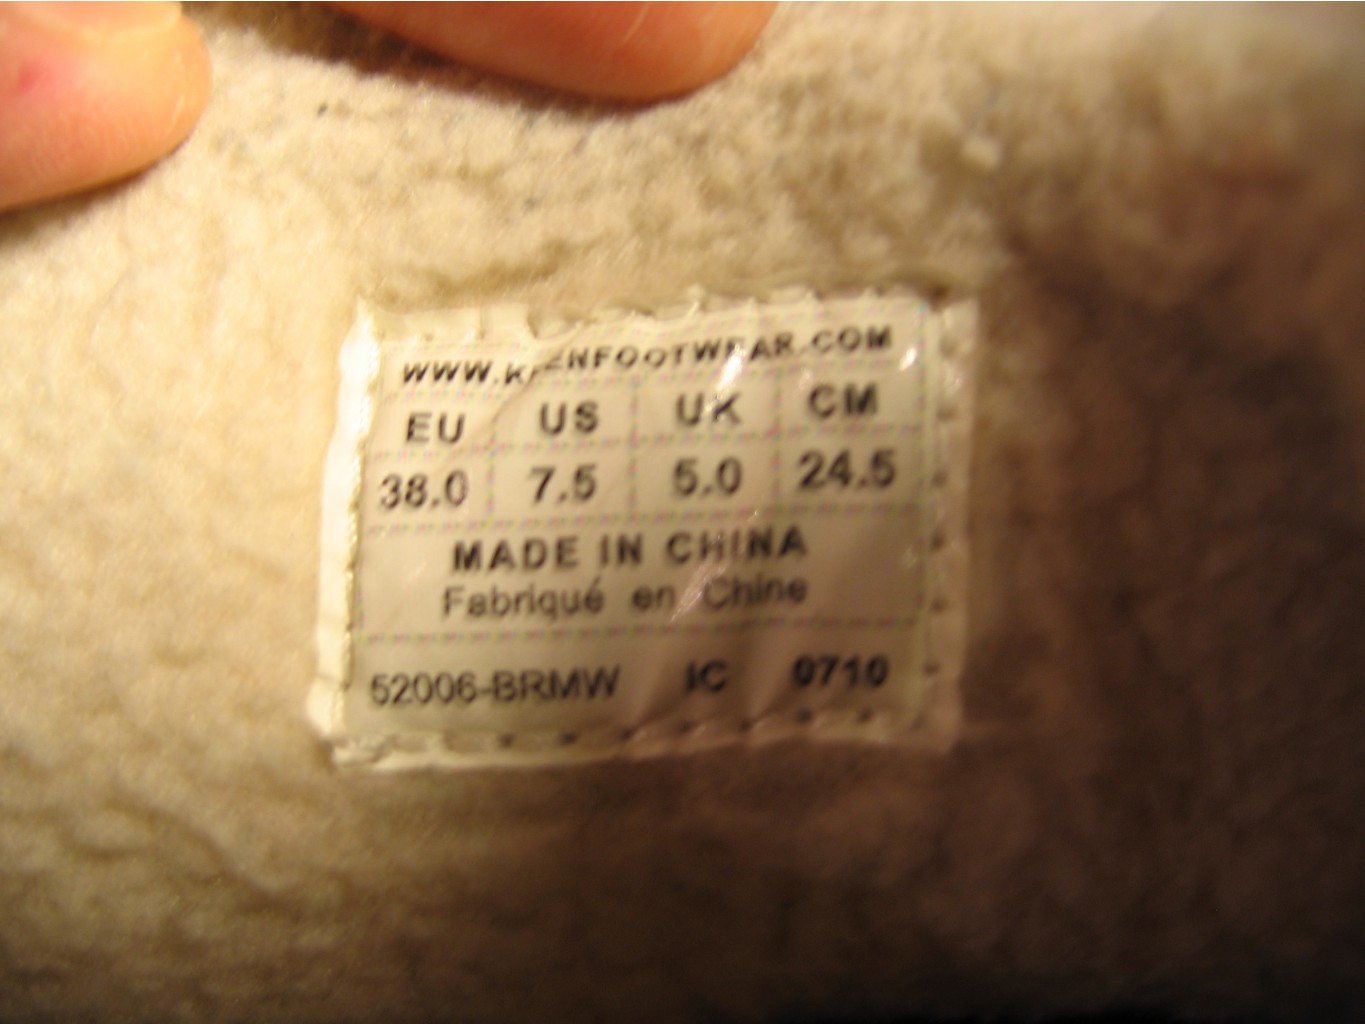 WWW.KEENFOOTWEAR.COM
EU US UK CM
38.0 7.5 5.0 24.5
MADE IN CHINA
Fabriqué en Chine
52006-BRMW IC 0710